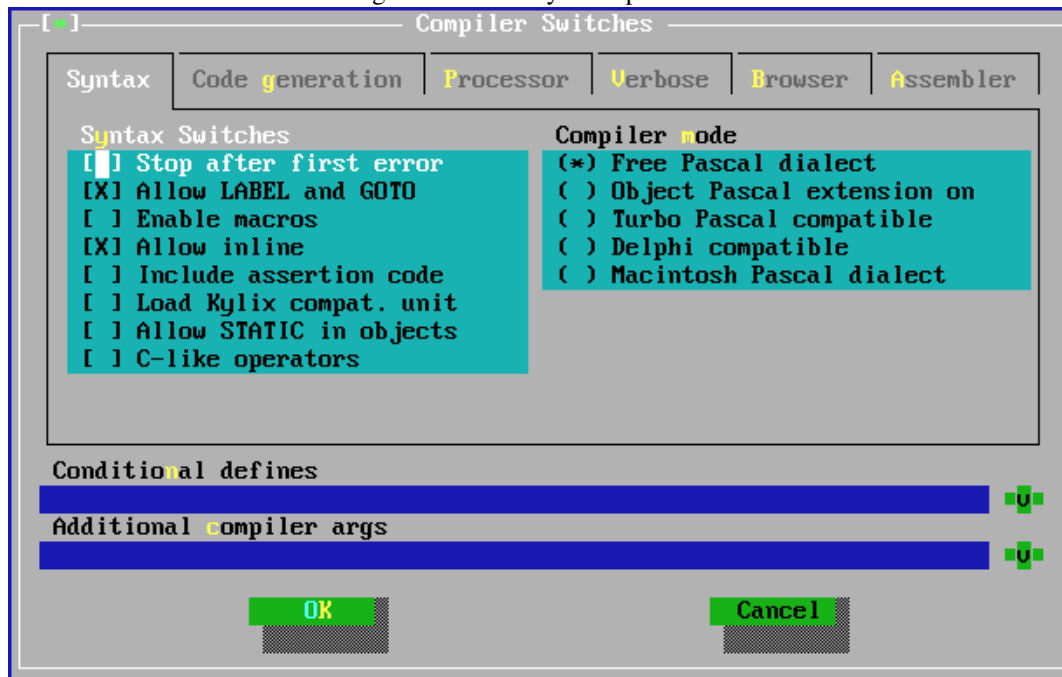 [*] Compiler Switches
Syntax Code generation Processor Verbose Browser Assembler
Syntax Switches
[ ] Stop after first error
[X] Allow LABEL and GOTO
[ ] Enable macros
[X] Allow inline
[ ] Include assertion code
[ ] Load Kylix compat. unit
[ ] Allow STATIC in objects
[ ] C-like operators
Compiler mode
(*) Free Pascal dialect
( ) Object Pascal extension on
( ) Turbo Pascal compatible
( ) Delphi compatible
( ) Macintosh Pascal dialect
Conditional defines
Additional compiler args
OK Cancel